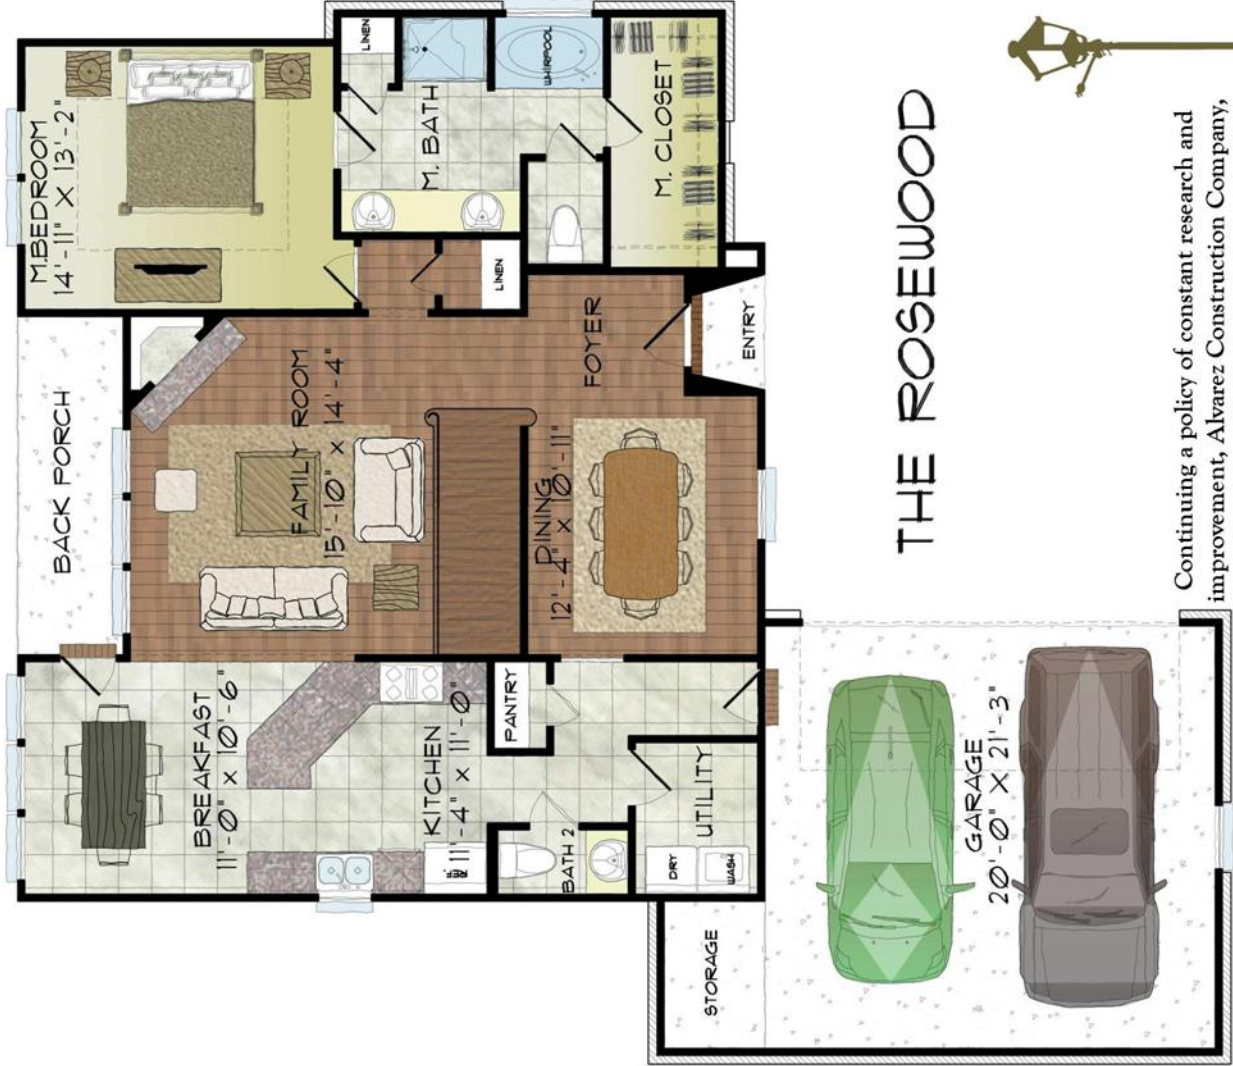 M.BEDROOM
14'-11" X 13'-2"
LINEN
WHIRPOOL
M. BATH
M. CLOSET
LINEN
BACK PORCH
FAMILY ROOM
15'-10" x 14'-4"
FOYER
ENTRY
DINING
12'-4" x 10'-11"
BREAKFAST
11'-0" x 10'-6"
KITCHEN
11'-4" x 11'-0"
PANTRY
BATH 2
UTILITY
DRY
WASH
STORAGE
GARAGE
20'-0" X 21'-3"
THE ROSEWOOD
Continuing a policy of constant research and
improvement, Alvarez Construction Company,